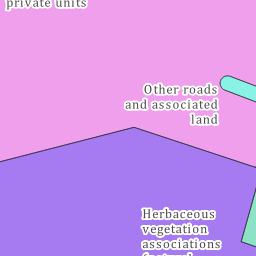 private units
Other roads
and associated
land
Herbaceous
vegetation
associations